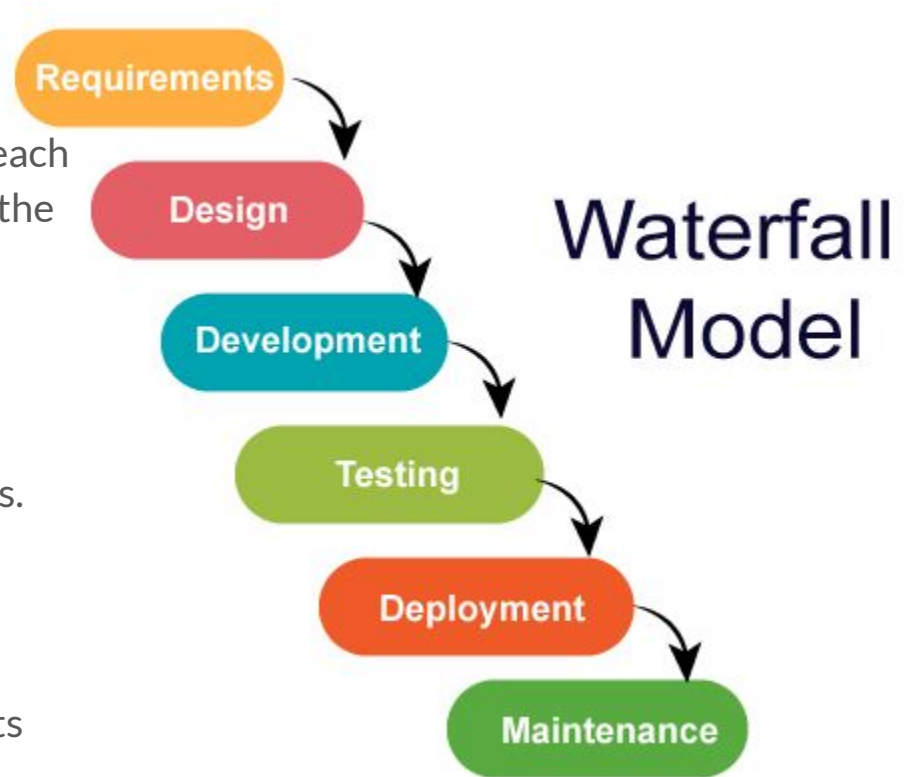 Requirements
each
the
Design
Waterfall
Model
Development
Testing
s.
Deployment
ts
Maintenance